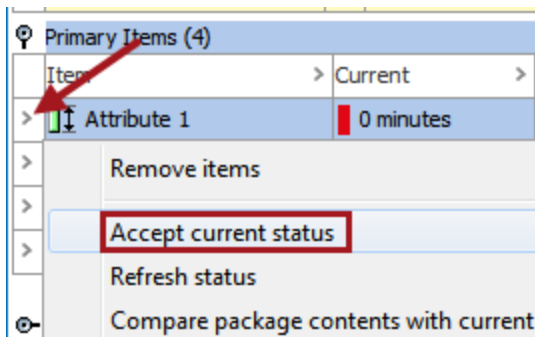 Primary Items (4)
Item > Current >
> Attribute 1 0 minutes
> Remove items
> Accept current status
> Refresh status
Compare package contents with current